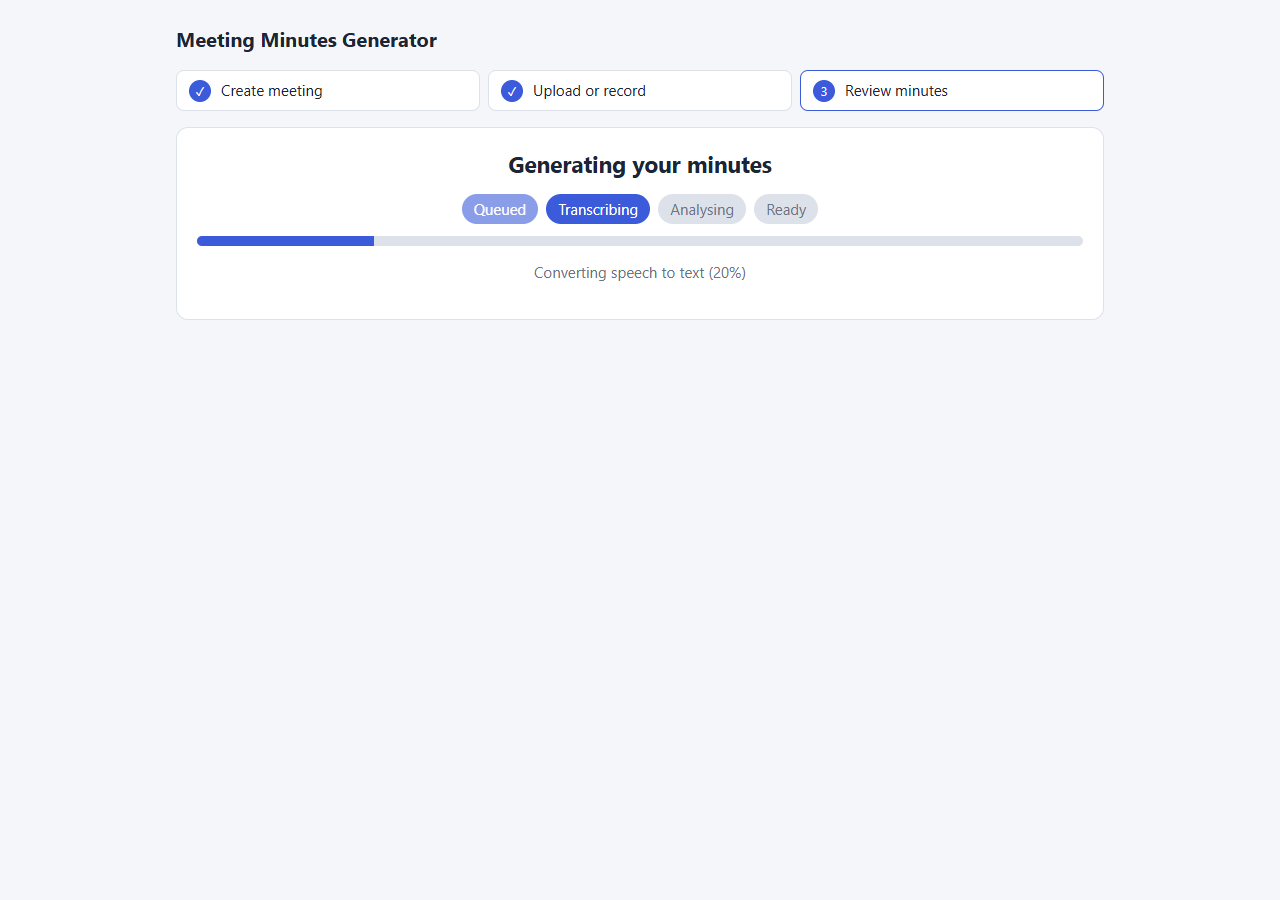 Meeting Minutes Generator
✓ Create meeting
✓ Upload or record
3 Review minutes
Generating your minutes
Queued Transcribing Analysing Ready
Converting speech to text (20%)